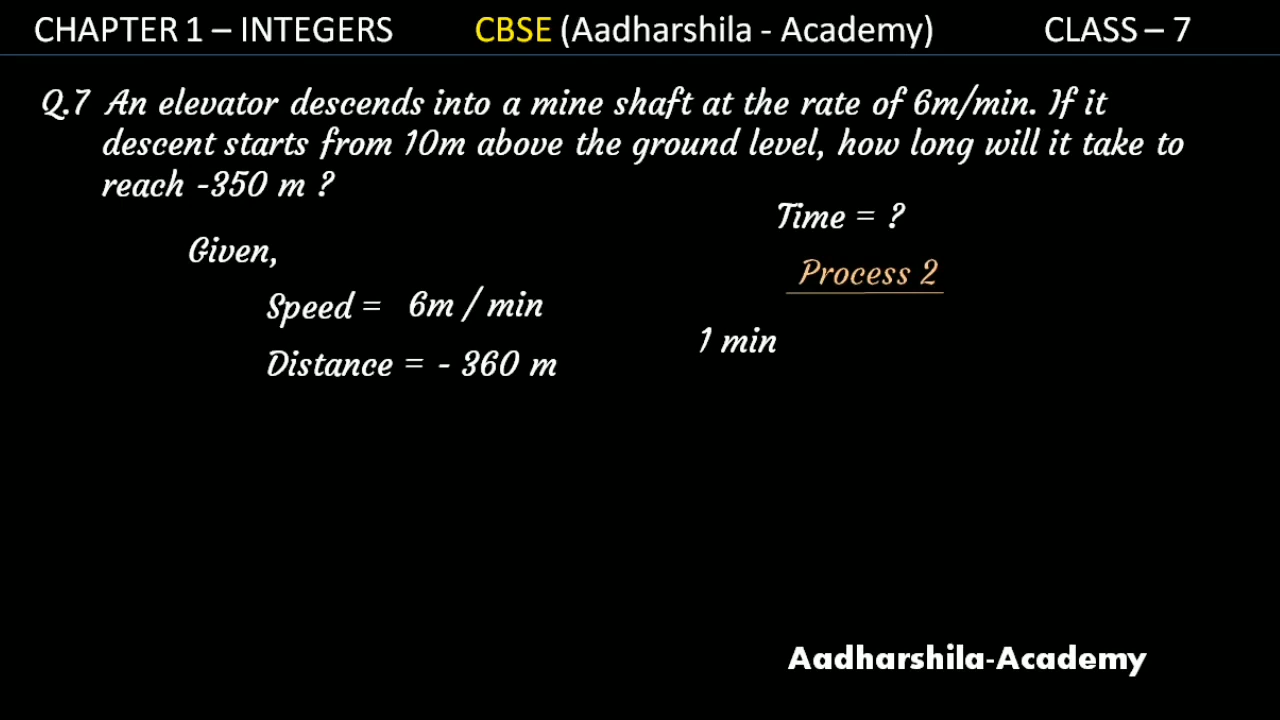 CHAPTER 1 – INTEGERS CBSE (Aadharshila - Academy) CLASS – 7
Q.7 An elevator descends into a mine shaft at the rate of 6m/min. If it
descent starts from 10m above the ground level, how long will it take to
reach -350 m ?
Time = ?
Given,
Process 2
Speed = 6m / min
1 min
Distance = - 360 m
Aadharshila-Academy